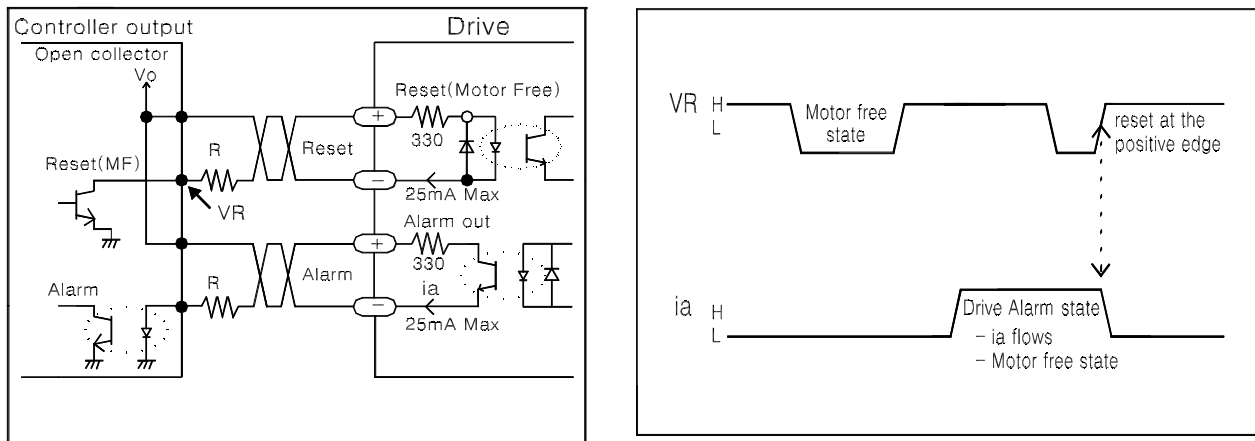 Controller output
Drive
Open collector
Vo
Reset(Motor Free)
330
R
Reset
Reset(MF)
25mA Max
VR
Alarm out
330
R
Alarm
ia
Alarm
25mA Max
VR
H
L
Motor free
state
reset at the
positive edge
ia
H
L
Drive Alarm state
- ia flows
- Motor free state